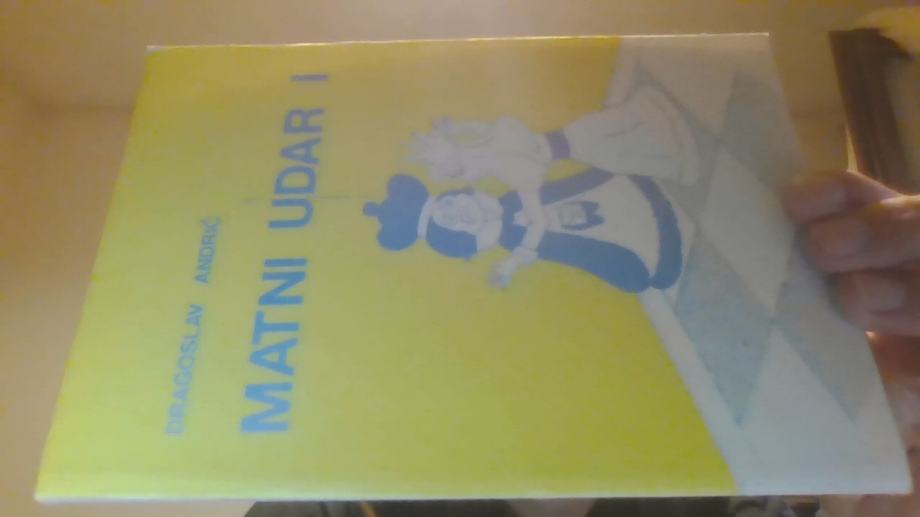 DRAGOSLAV ANDRIĆ
MATNI UDAR I